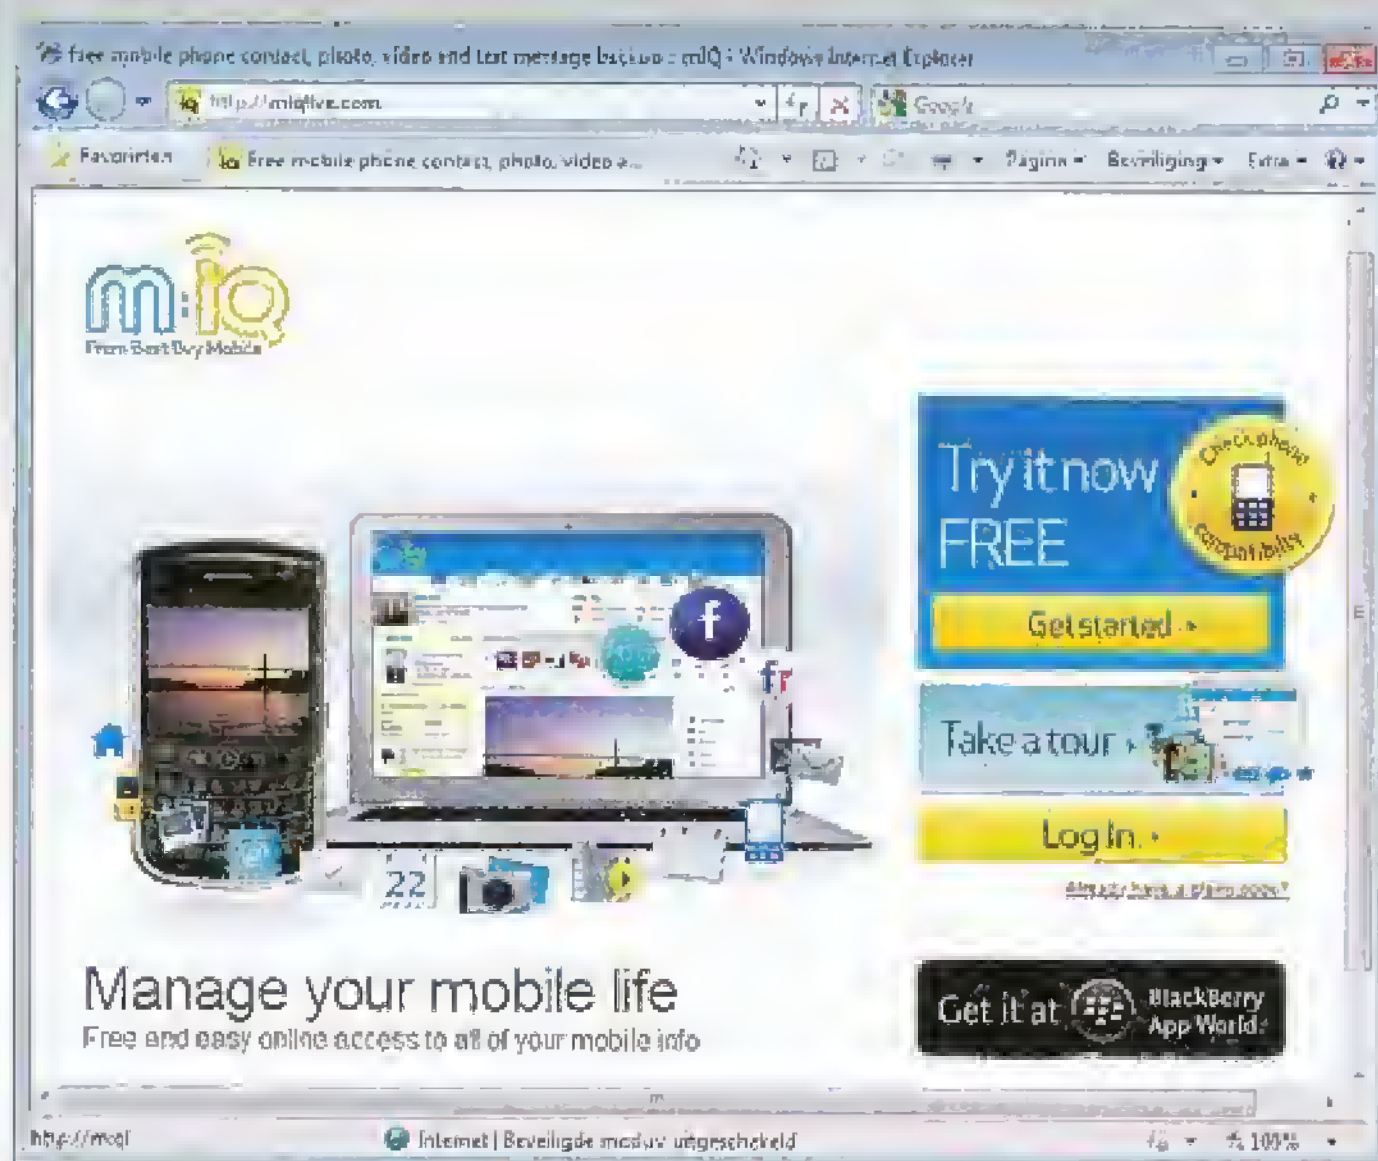 Free mobile phone contact, photo, video and text message backup : mIQ - Windows Internet Explorer
http://miqlive.com
Google
Favorieten
Free mobile phone contact, photo, video a...
Pagina
Beveiliging
Extra
m:iQ
From Best Buy Mobile
Try it now
FREE
Check phone compatibility
Get started
Take a tour
Log In
22
Manage your mobile life
Free and easy online access to all of your mobile info
Get it at BlackBerry
App World
Internet | Beveiligde modus: uitgeschakeld
100%